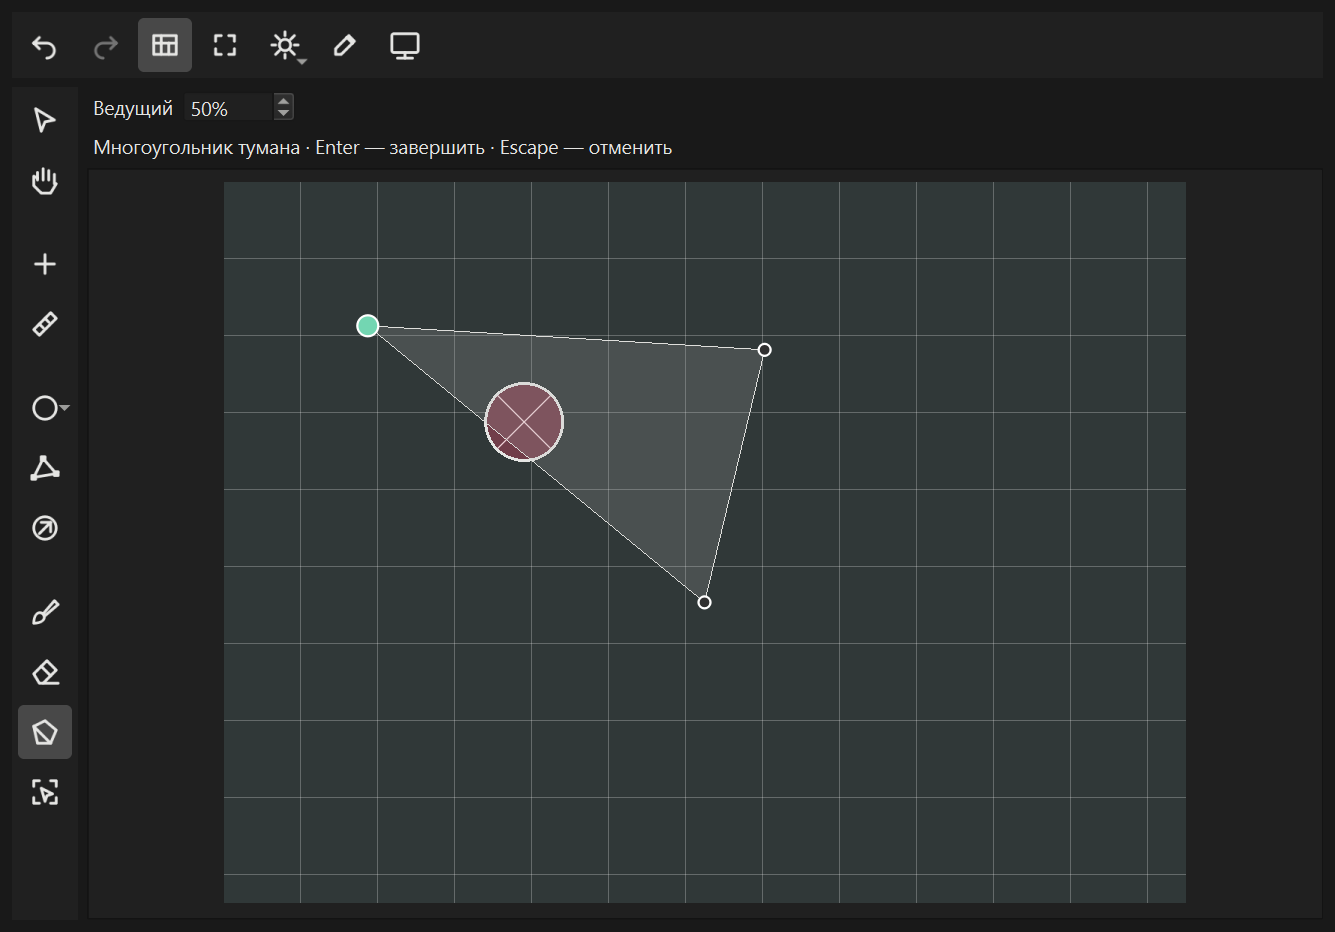 Ведущий 50%
Многоугольник тумана · Enter — завершить · Escape — отменить